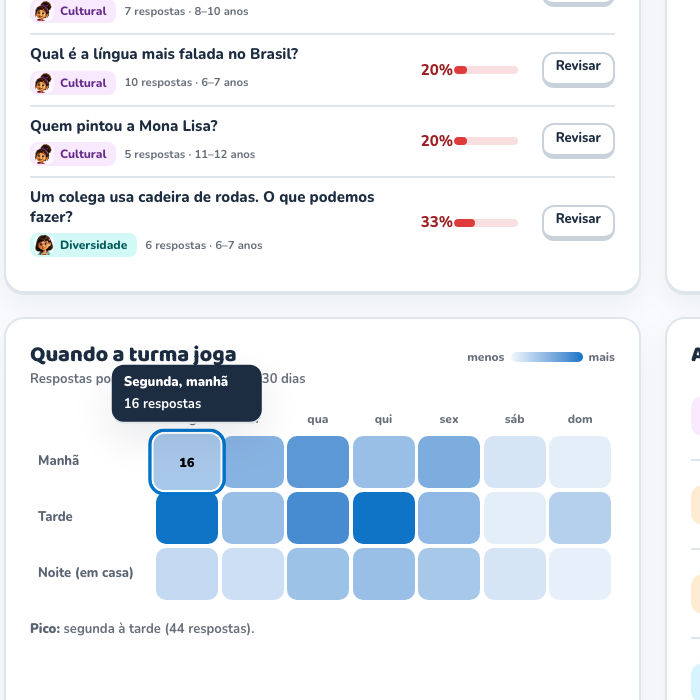 Cultural 7 respostas · 8–10 anos
Qual é a língua mais falada no Brasil?
Cultural 10 respostas · 6–7 anos
20%
Revisar
Quem pintou a Mona Lisa?
Cultural 5 respostas · 11–12 anos
20%
Revisar
Um colega usa cadeira de rodas. O que podemos
fazer?
Diversidade 6 respostas · 6–7 anos
33%
Revisar
Quando a turma joga
menos mais
Respostas po 30 dias
Segunda, manhã
16 respostas
qua qui sex sáb dom
Manhã 16
Tarde
Noite (em casa)
Pico: segunda à tarde (44 respostas).